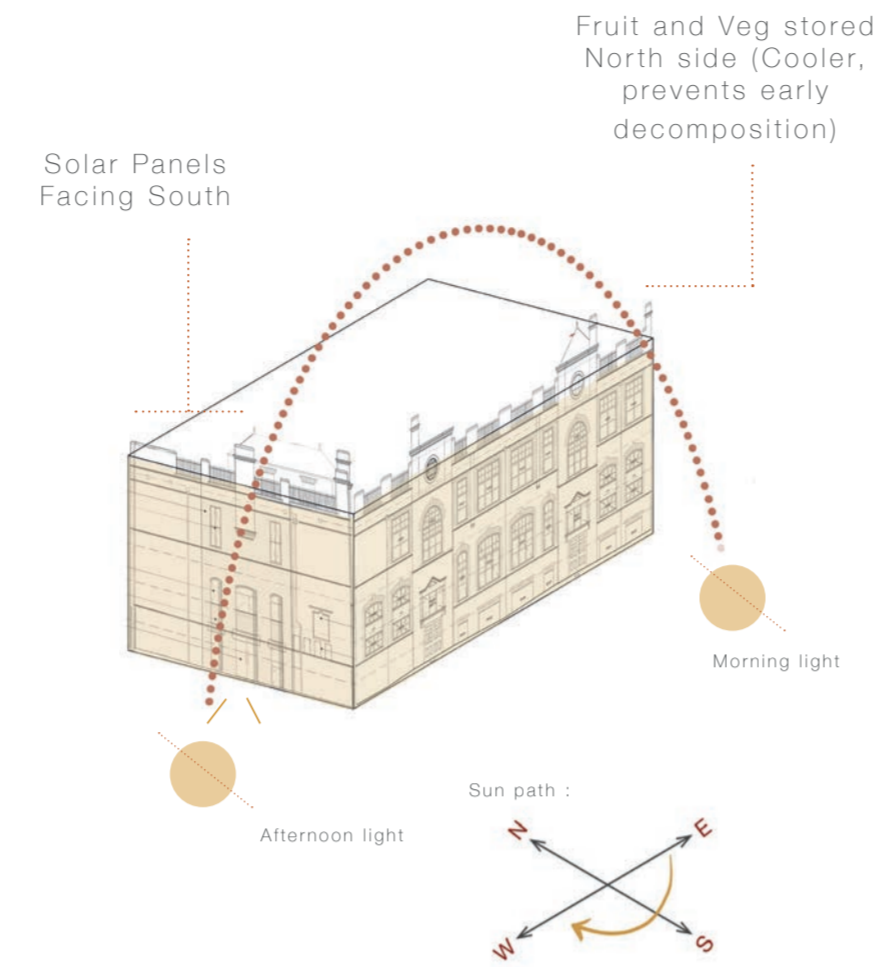 Fruit and Veg stored
North side (Cooler,
prevents early
decomposition)
Solar Panels
Facing South
Morning light
Afternoon light
Sun path :
N
E
W
S